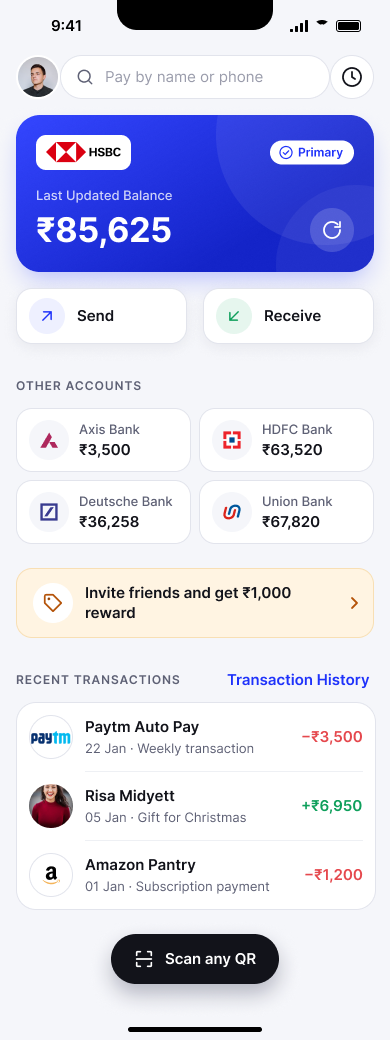 9:41
Pay by name or phone
HSBC
Primary
Last Updated Balance
₹85,625
Send
Receive
OTHER ACCOUNTS
Axis Bank
₹3,500
HDFC Bank
₹63,520
Deutsche Bank
₹36,258
Union Bank
₹67,820
Invite friends and get ₹1,000
reward
RECENT TRANSACTIONS
Transaction History
paytm
Paytm Auto Pay
22 Jan · Weekly transaction
−₹3,500
Risa Midyett
05 Jan · Gift for Christmas
+₹6,950
a
Amazon Pantry
01 Jan · Subscription payment
−₹1,200
Scan any QR